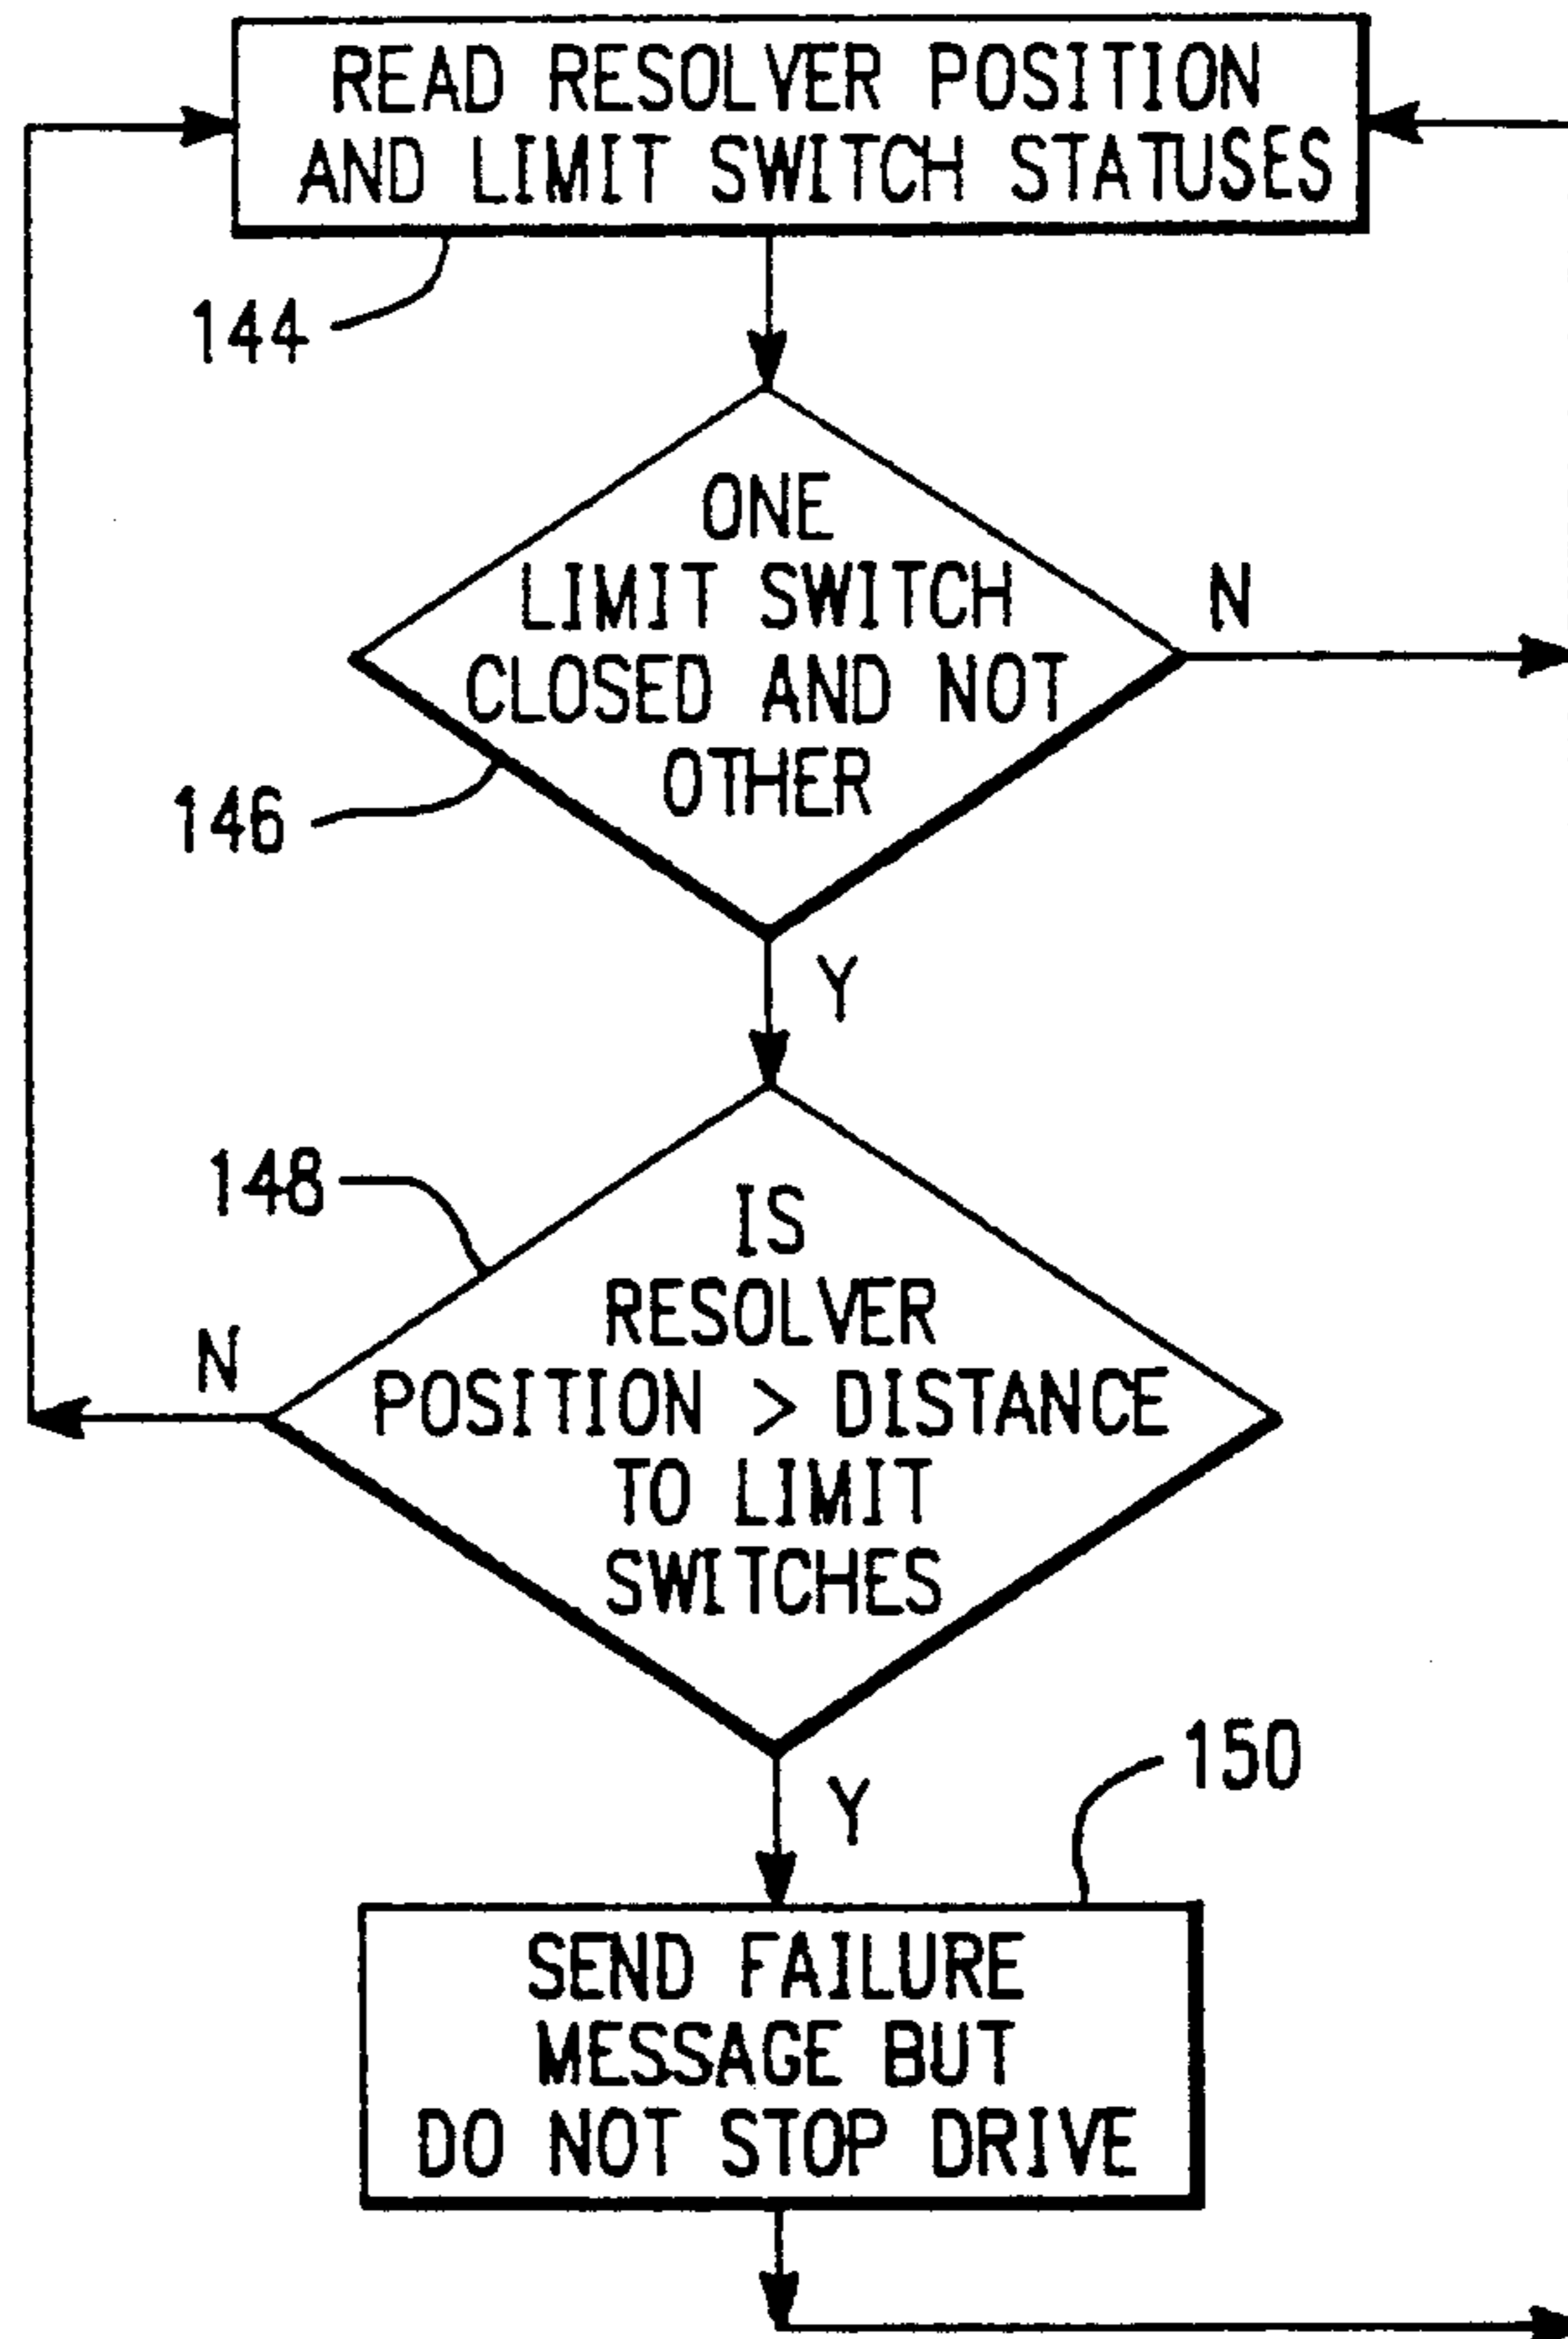 READ RESOLVER POSITION
AND LIMIT SWITCH STATUSES
144
ONE
LIMIT SWITCH
CLOSED AND NOT
OTHER
N
146
Y
148
IS
RESOLVER
POSITION > DISTANCE
TO LIMIT
SWITCHES
N
Y
150
SEND FAILURE
MESSAGE BUT
DO NOT STOP DRIVE